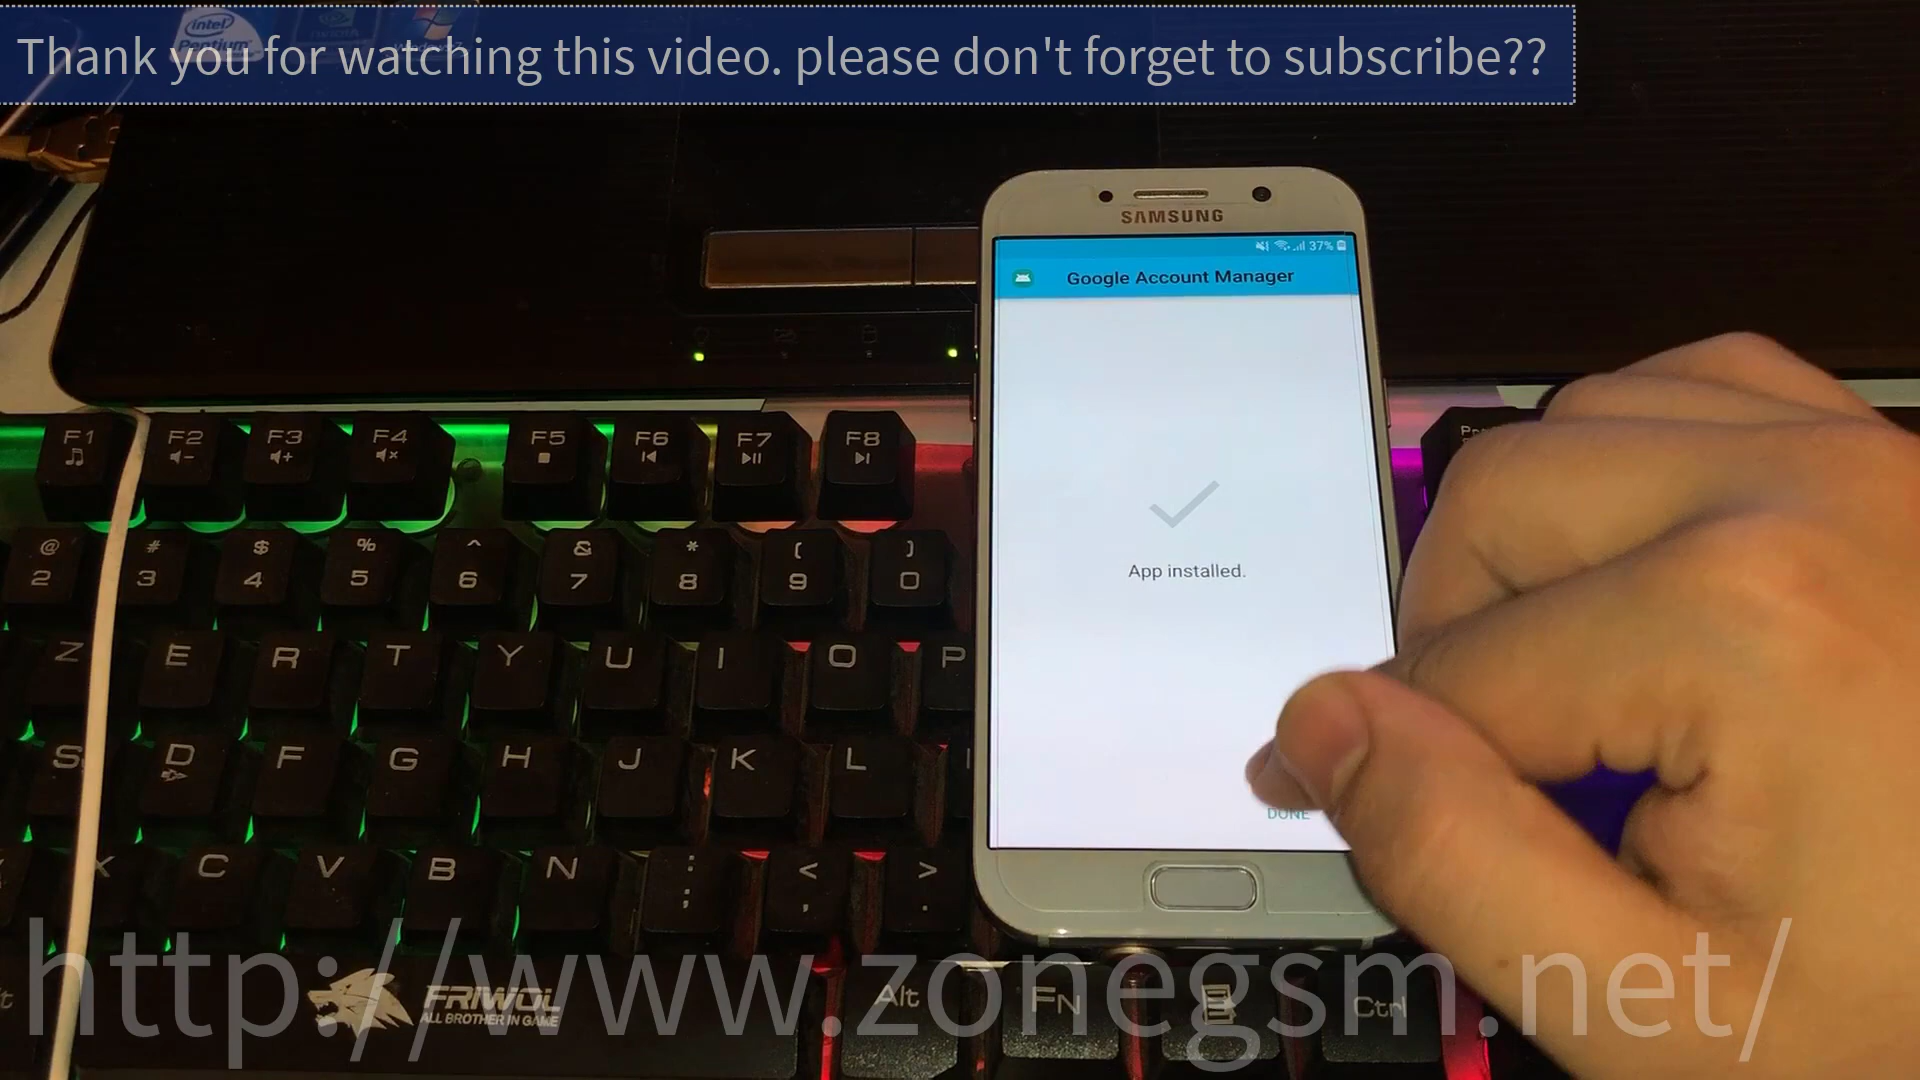 intel
Pentium
Thank you for watching this video. please don't forget to subscribe??
SAMSUNG
37%
Google Account Manager
App installed.
DONE
F1 F2 F3 F4 F5 F6 F7 F8
@ # $ % ^ & * ( )
2 3 4 5 6 7 8 9 0
Z E R T Y U I O P
S D F G H J K L
X C V B N ; : < , > .
http://www.zonegsm.net/
FRIWOL
ALL BROTHER IN GAME
Alt FN Ctrl